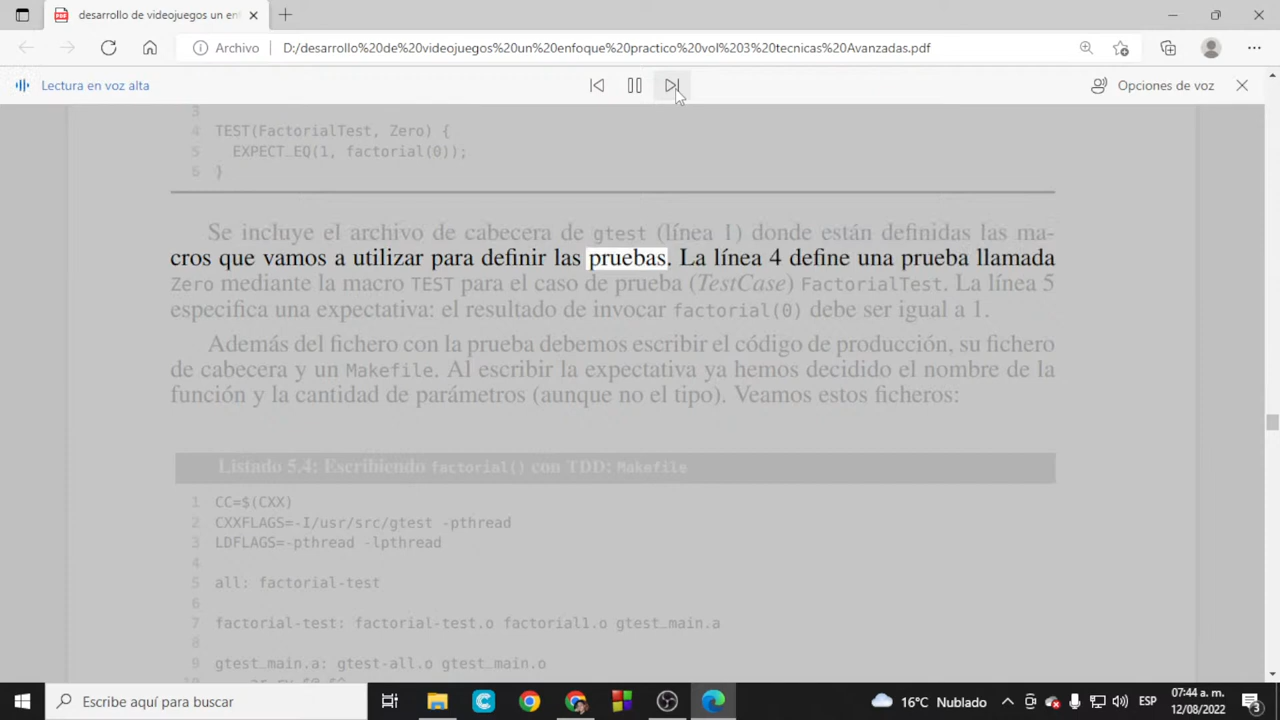 desarrollo de videojuegos un en
Archivo
D:/desarrollo%20de%20videojuegos%20un%20enfoque%20practico%20vol%203%20tecnicas%20Avanzadas.pdf
Lectura en voz alta
Opciones de voz
3
4 TEST(FactorialTest, Zero) {
5 EXPECT_EQ(1, factorial(0));
6 }
Se incluye el archivo de cabecera de gtest (línea 1) donde están definidas las ma-
cros que vamos a utilizar para definir las pruebas. La línea 4 define una prueba llamada
Zero mediante la macro TEST para el caso de prueba (TestCase) FactorialTest. La línea 5
especifica una expectativa: el resultado de invocar factorial(0) debe ser igual a 1.
Además del fichero con la prueba debemos escribir el código de producción, su fichero
de cabecera y un Makefile. Al escribir la expectativa ya hemos decidido el nombre de la
función y la cantidad de parámetros (aunque no el tipo). Veamos estos ficheros:
Listado 5.4: Escribiendo factorial() con TDD: Makefile
1 CC=$(CXX)
2 CXXFLAGS=-I/usr/src/gtest -pthread
3 LDFLAGS=-pthread -lpthread
4
5 all: factorial-test
6
7 factorial-test: factorial-test.o factorial1.o gtest_main.a
8
9 gtest_main.a: gtest-all.o gtest_main.o
Escribe aquí para buscar
16°C Nublado
ESP
07:44 a. m.
12/08/2022
3